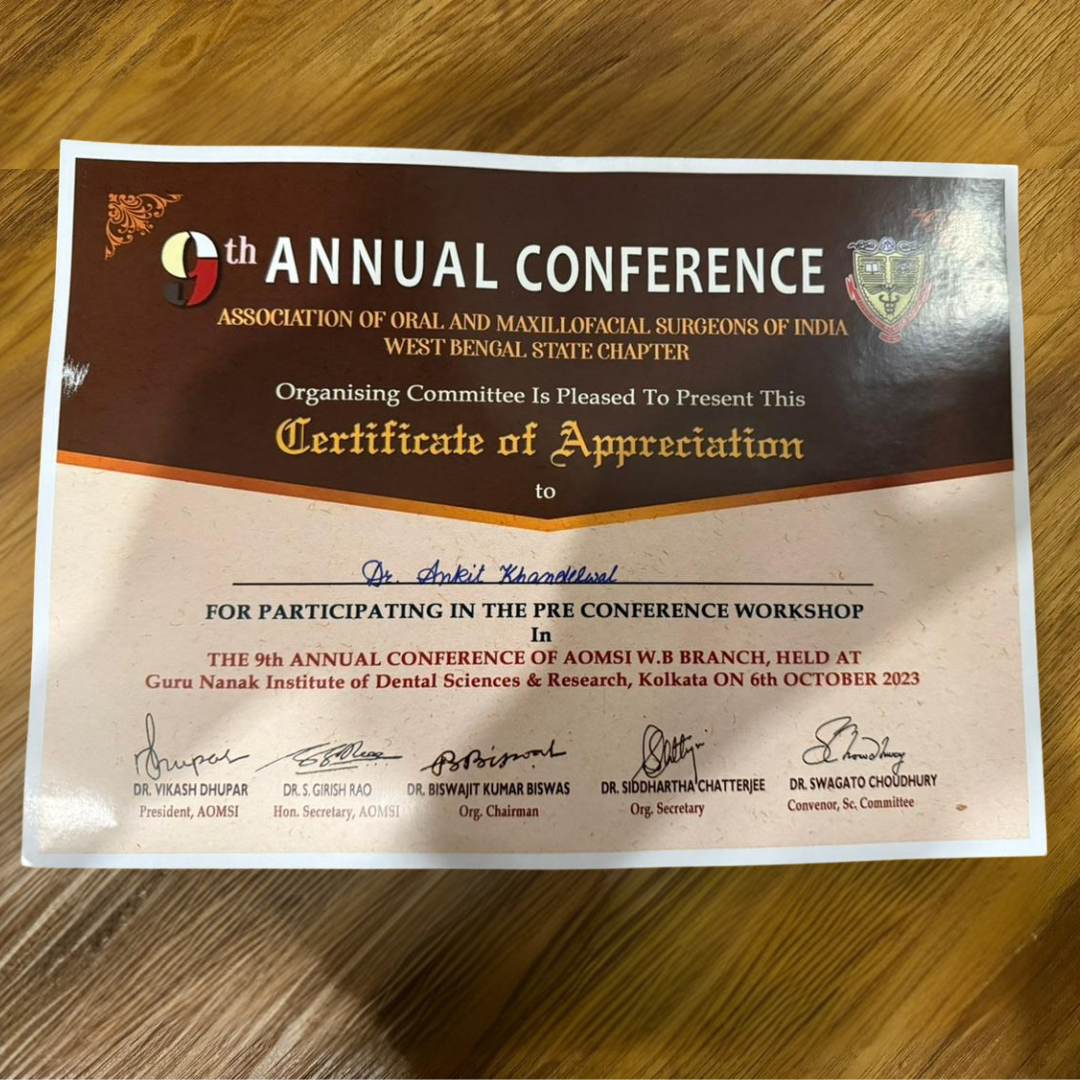 9th ANNUAL CONFERENCE
ASSOCIATION OF ORAL AND MAXILLOFACIAL SURGEONS OF INDIA
WEST BENGAL STATE CHAPTER
Organising Committee Is Pleased To Present This
Certificate of Appreciation
to
Dr. Ankit Khandelwal
FOR PARTICIPATING IN THE PRE CONFERENCE WORKSHOP
In
THE 9th ANNUAL CONFERENCE OF AOMSI W.B BRANCH, HELD AT
Guru Nanak Institute of Dental Sciences & Research, Kolkata ON 6th OCTOBER 2023
DR. VIKASH DHUPAR
President, AOMSI
DR. S. GIRISH RAO
Hon. Secretary, AOMSI
DR. BISWAJIT KUMAR BISWAS
Org. Chairman
DR. SIDDHARTHA CHATTERJEE
Org. Secretary
DR. SWAGATO CHOUDHURY
Convenor, Sc. Committee